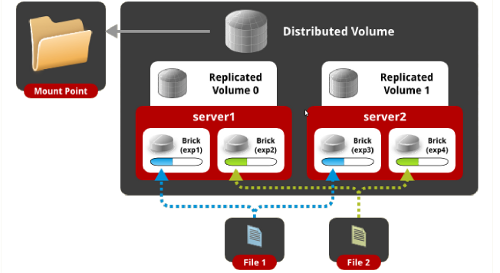 Distributed Volume
Mount Point
Replicated
Volume 0
Replicated
Volume 1
server1
server2
Brick
(exp1)
Brick
(exp2)
Brick
(exp3)
Brick
(exp4)
File 1
File 2